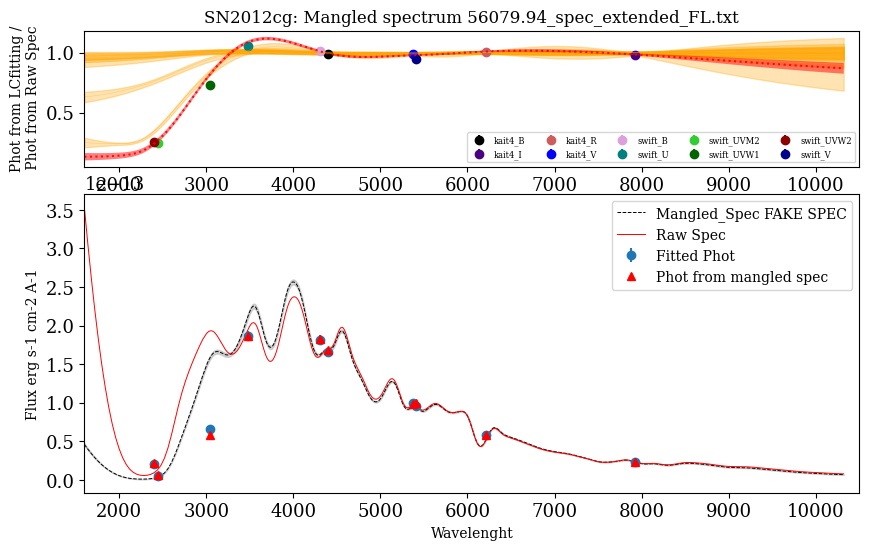 SN2012cg: Mangled spectrum 56079.94_spec_extended_FL.txt
Phot from LCfitting /
Phot from Raw Spec
1.0
0.5
kait4_B kait4_R swift_B swift_UVM2 swift_UVW2
kait4_I kait4_V swift_U swift_UVW1 swift_V
2000 3000 4000 5000 6000 7000 8000 9000 10000
1e−13
Flux erg s-1 cm-2 A-1
3.5
3.0
2.5
2.0
1.5
1.0
0.5
0.0
Mangled_Spec FAKE SPEC
Raw Spec
Fitted Phot
Phot from mangled spec
2000 3000 4000 5000 6000 7000 8000 9000 10000
Wavelenght